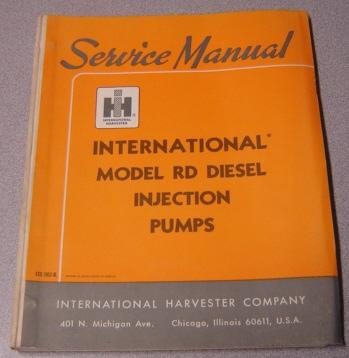 Service Manual
IH
INTERNATIONAL
HARVESTER
®
INTERNATIONAL®
MODEL RD DIESEL
INJECTION
PUMPS
INTERNATIONAL HARVESTER COMPANY
401 N. Michigan Ave. Chicago, Illinois 60611, U.S.A.